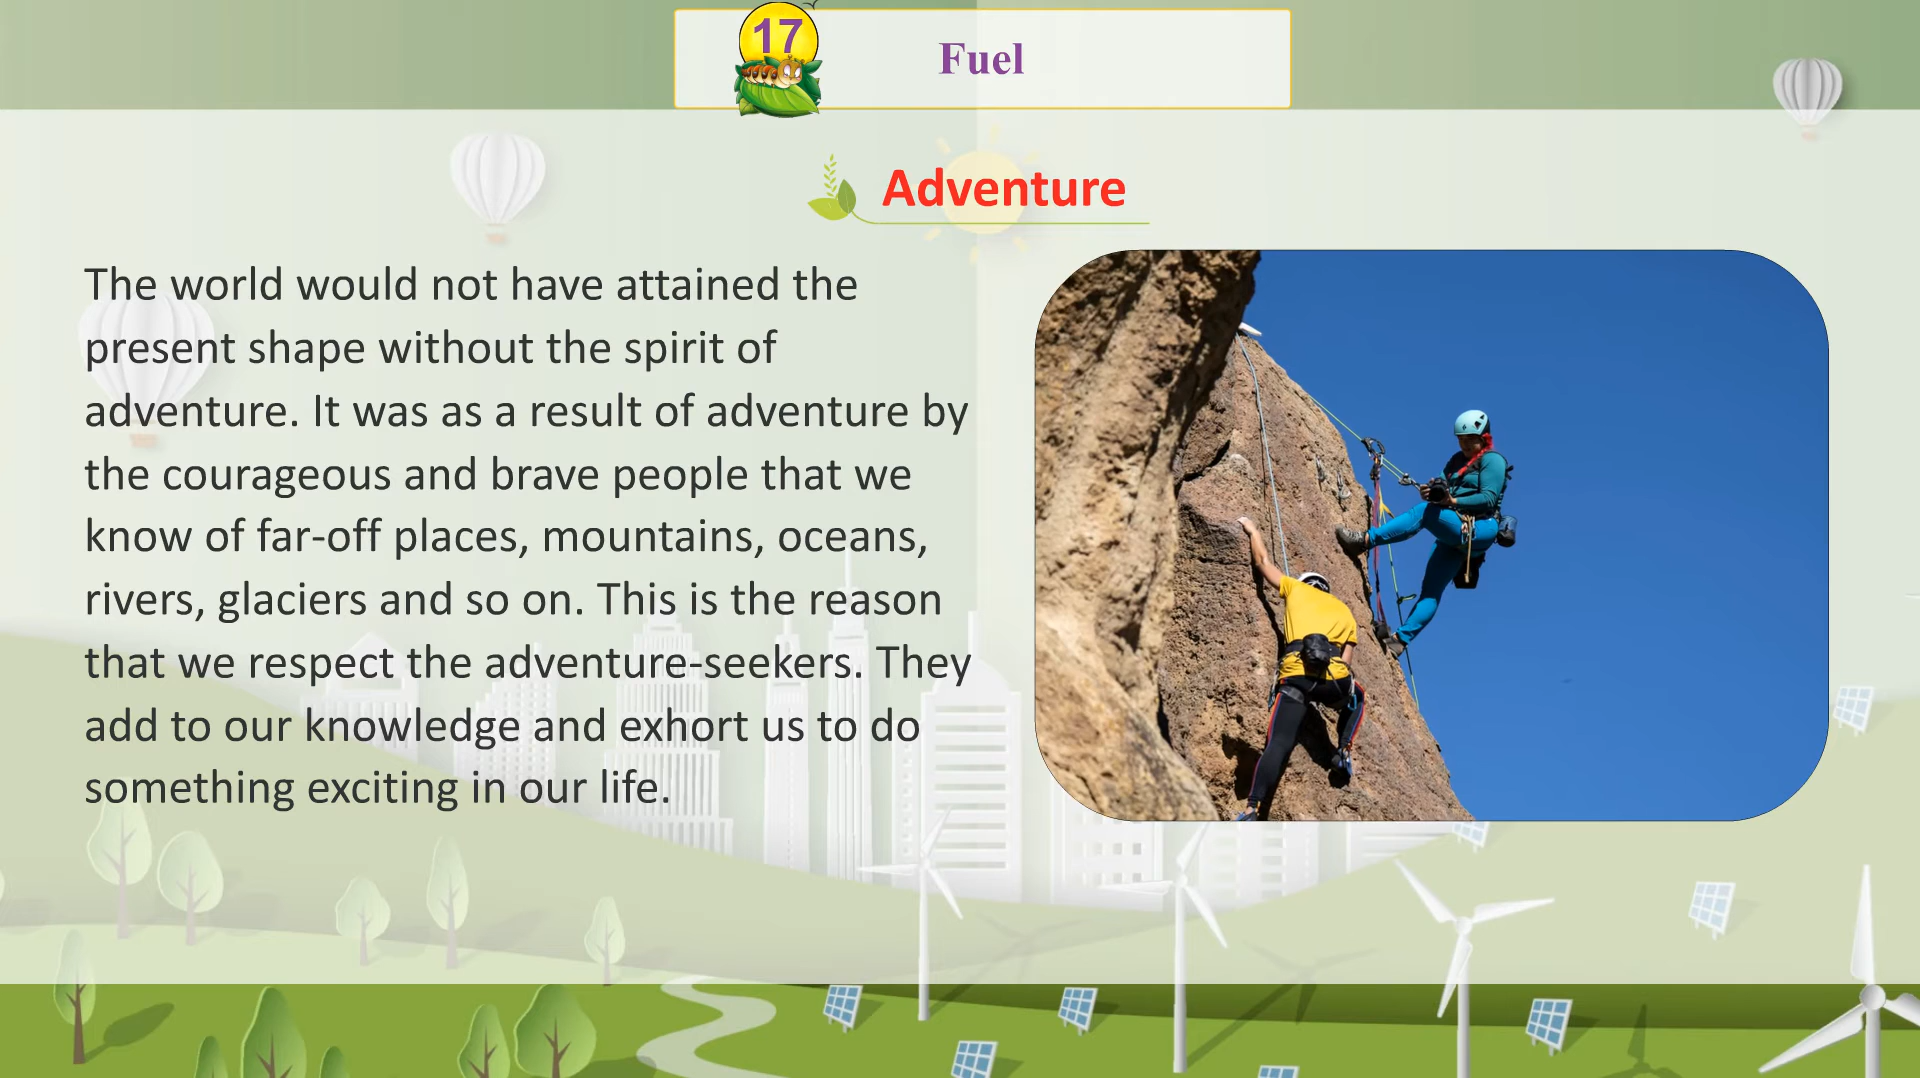 17
Fuel
Adventure
The world would not have attained the
present shape without the spirit of
adventure. It was as a result of adventure by
the courageous and brave people that we
know of far-off places, mountains, oceans,
rivers, glaciers and so on. This is the reason
that we respect the adventure-seekers. They
add to our knowledge and exhort us to do
something exciting in our life.